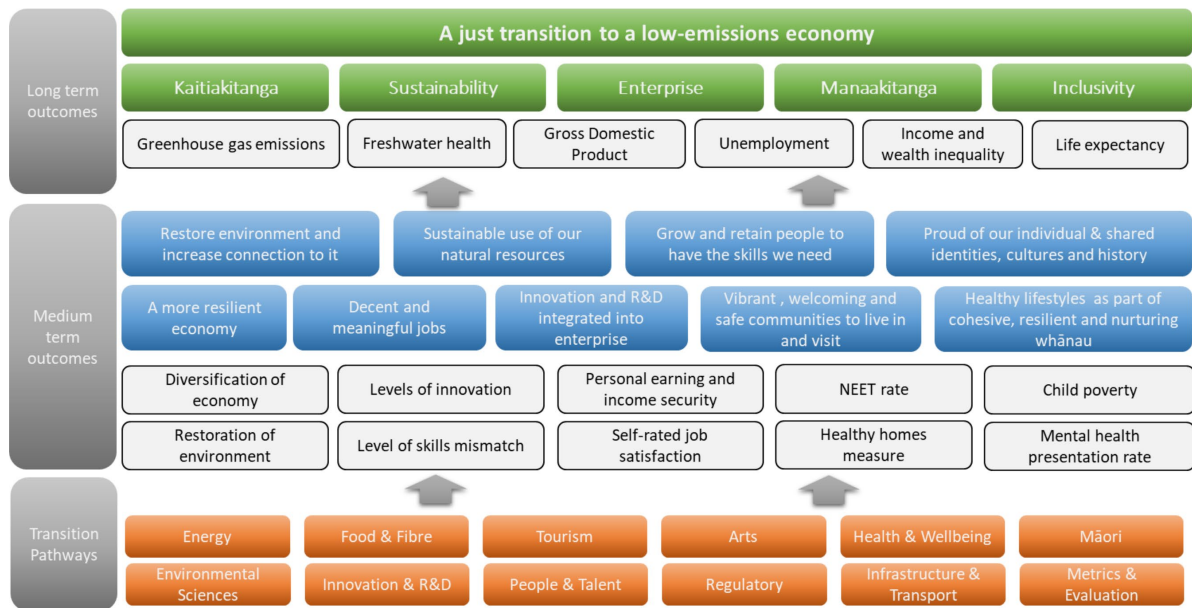 A just transition to a low-emissions economy
Long term
outcomes
Kaitiakitanga
Sustainability
Enterprise
Manaakitanga
Inclusivity
Greenhouse gas emissions
Freshwater health
Gross Domestic
Product
Unemployment
Income and
wealth inequality
Life expectancy
Medium
term
outcomes
Restore environment and
increase connection to it
Sustainable use of our
natural resources
Grow and retain people to
have the skills we need
Proud of our individual & shared
identities, cultures and history
A more resilient
economy
Decent and
meaningful jobs
Innovation and R&D
integrated into
enterprise
Vibrant , welcoming and
safe communities to live in
and visit
Healthy lifestyles as part of
cohesive, resilient and nurturing
whānau
Diversification of
economy
Levels of innovation
Personal earning and
income security
NEET rate
Child poverty
Restoration of
environment
Level of skills mismatch
Self-rated job
satisfaction
Healthy homes
measure
Mental health
presentation rate
Transition
Pathways
Energy
Food & Fibre
Tourism
Arts
Health & Wellbeing
Māori
Environmental
Sciences
Innovation & R&D
People & Talent
Regulatory
Infrastructure &
Transport
Metrics &
Evaluation